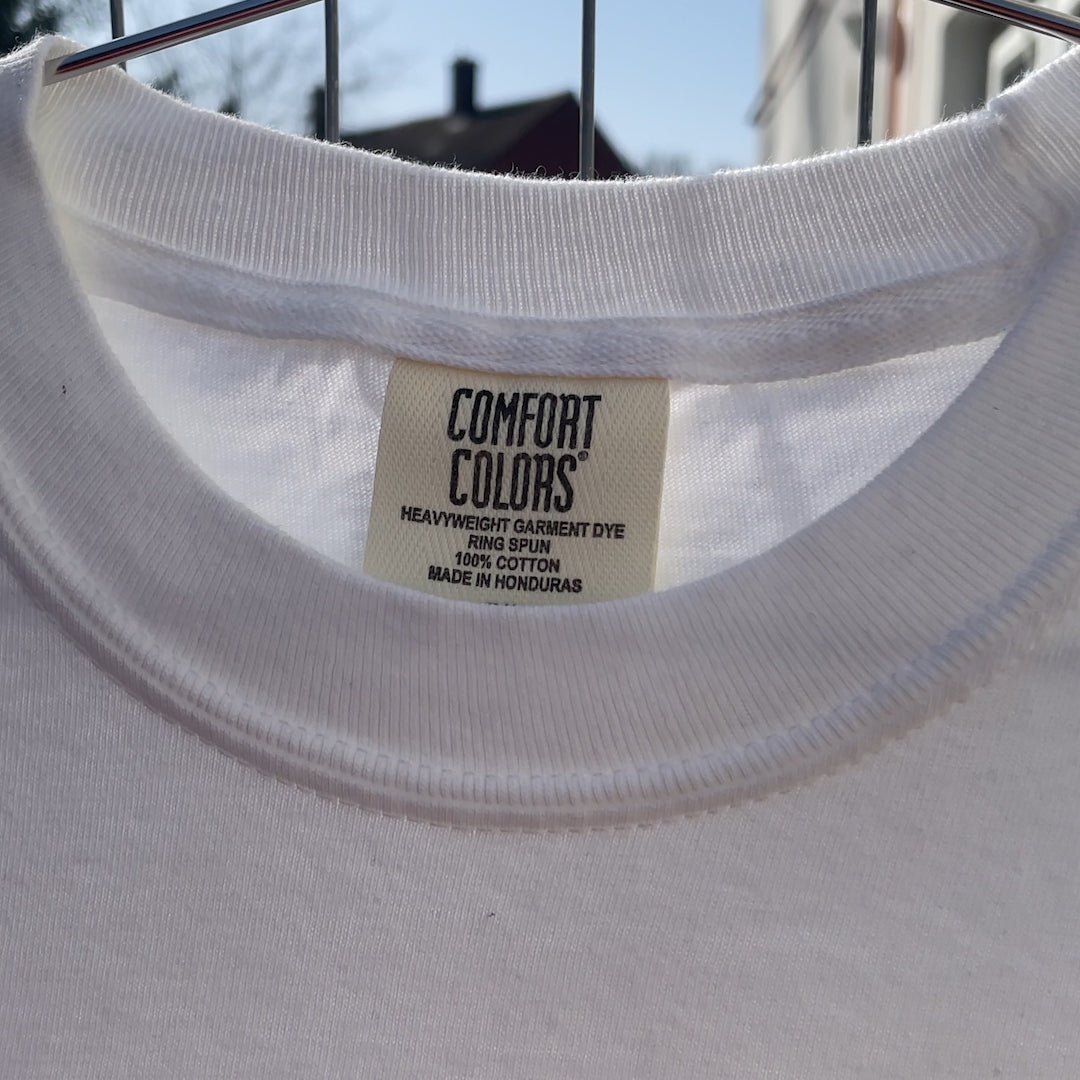 COMFORT
COLORS®
HEAVYWEIGHT GARMENT DYE
RING SPUN
100% COTTON
MADE IN HONDURAS